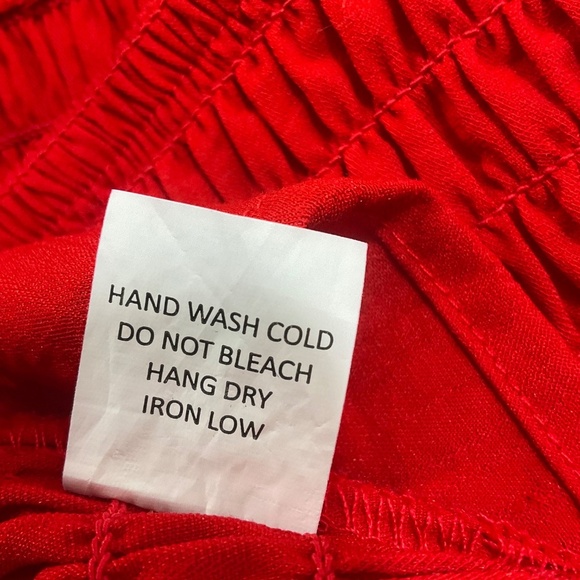 HAND WASH COLD
DO NOT BLEACH
HANG DRY
IRON LOW